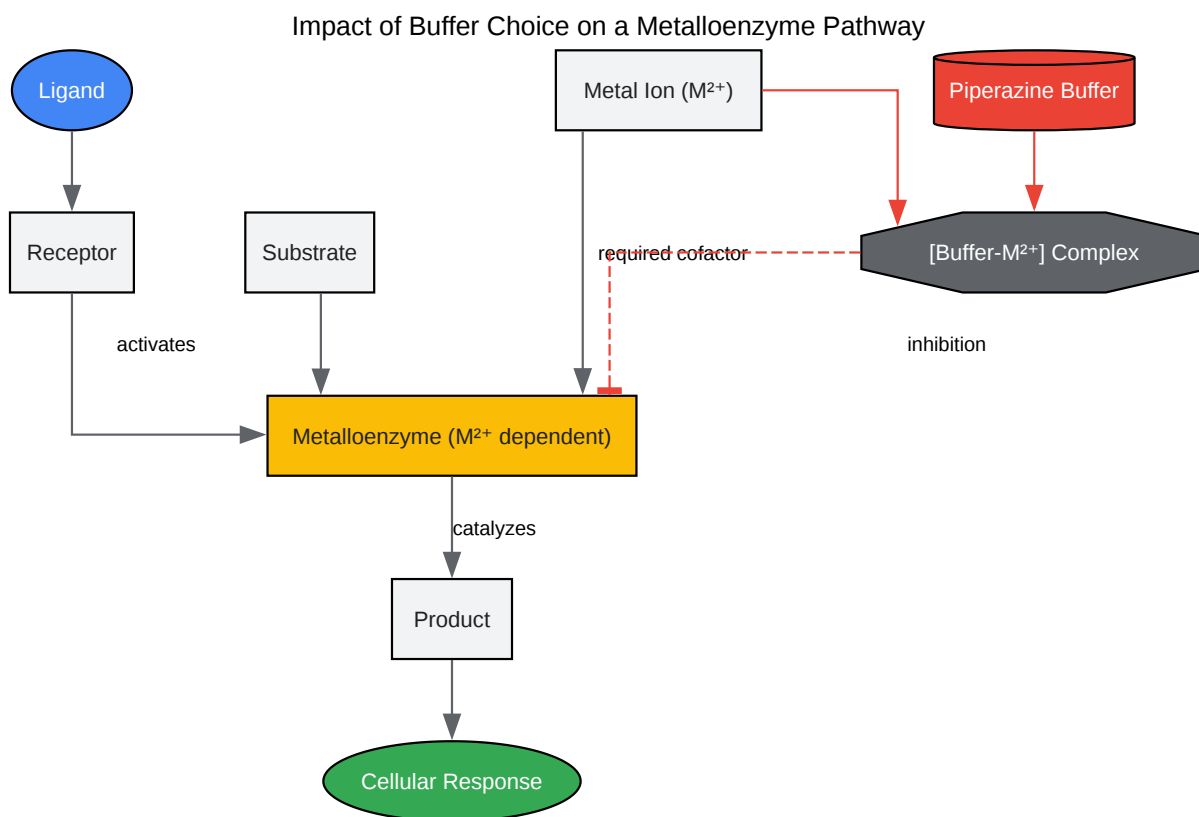 Impact of Buffer Choice on a Metalloenzyme Pathway
Ligand
Metal Ion (M²⁺)
Piperazine Buffer
Receptor
Substrate
required cofactor
[Buffer-M²⁺] Complex
activates
inhibition
Metalloenzyme (M²⁺ dependent)
catalyzes
Product
Cellular Response